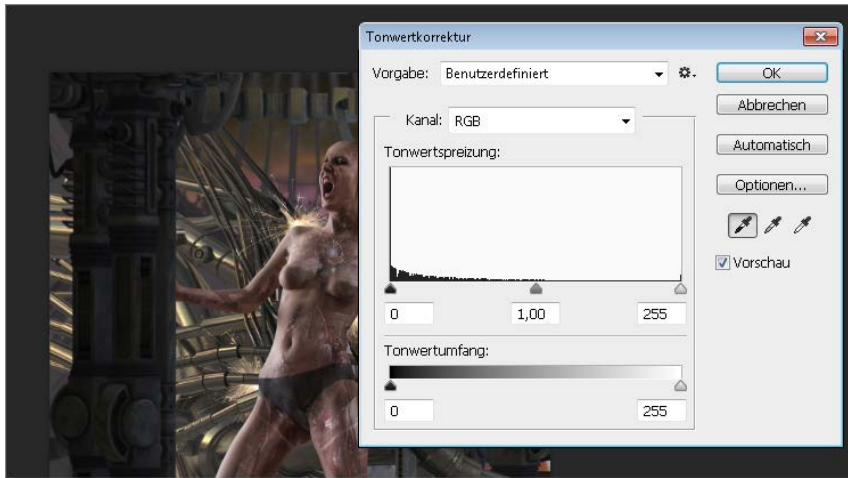 Tonwertkorrektur
Vorgabe: Benutzerdefiniert
OK
Abbrechen
Kanal: RGB
Automatisch
Tonwertspreizung:
Optionen...
Vorschau
0 1,00 255
Tonwertumfang:
0 255